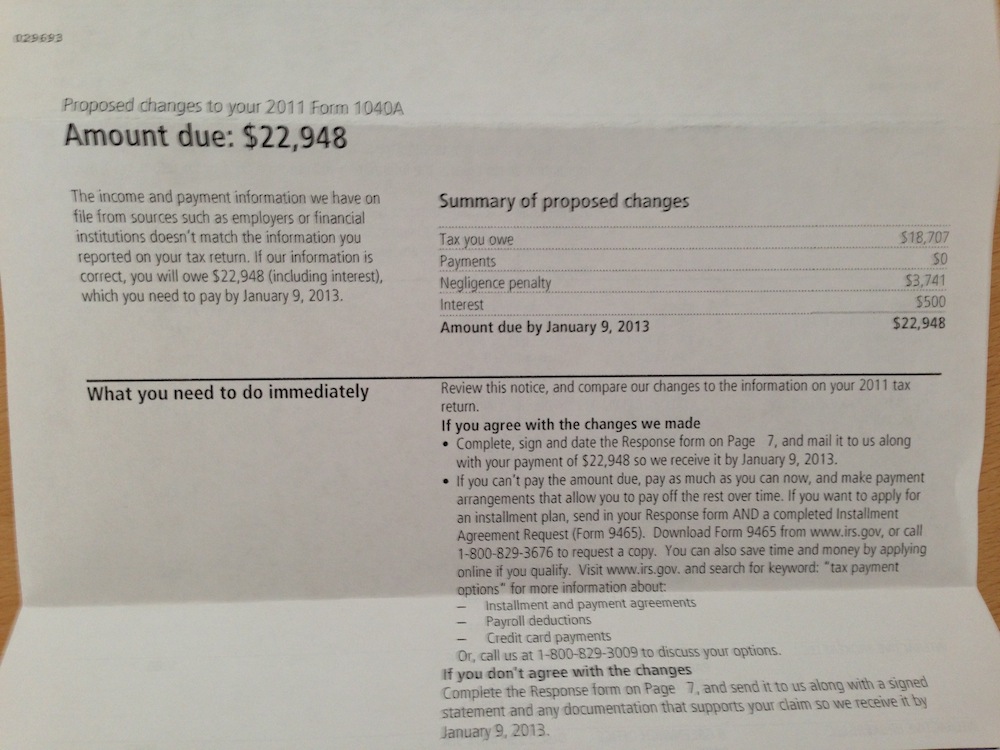 029693
Proposed changes to your 2011 Form 1040A
Amount due: $22,948
The income and payment information we have on
file from sources such as employers or financial
institutions doesn't match the information you
reported on your tax return. If our information is
correct, you will owe $22,948 (including interest),
which you need to pay by January 9, 2013.
Summary of proposed changes
Tax you owe $18,707
Payments $0
Negligence penalty $3,741
Interest $500
Amount due by January 9, 2013 $22,948
What you need to do immediately
Review this notice, and compare our changes to the information on your 2011 tax
return.
If you agree with the changes we made
• Complete, sign and date the Response form on Page 7, and mail it to us along
with your payment of $22,948 so we receive it by January 9, 2013.
• If you can't pay the amount due, pay as much as you can now, and make payment
arrangements that allow you to pay off the rest over time. If you want to apply for
an installment plan, send in your Response form AND a completed Installment
Agreement Request (Form 9465). Download Form 9465 from www.irs.gov, or call
1-800-829-3676 to request a copy. You can also save time and money by applying
online if you qualify. Visit www.irs.gov. and search for keyword: "tax payment
options" for more information about:
– Installment and payment agreements
– Payroll deductions
– Credit card payments
Or, call us at 1-800-829-3009 to discuss your options.
If you don't agree with the changes
Complete the Response form on Page 7, and send it to us along with a signed
statement and any documentation that supports your claim so we receive it by
January 9, 2013.